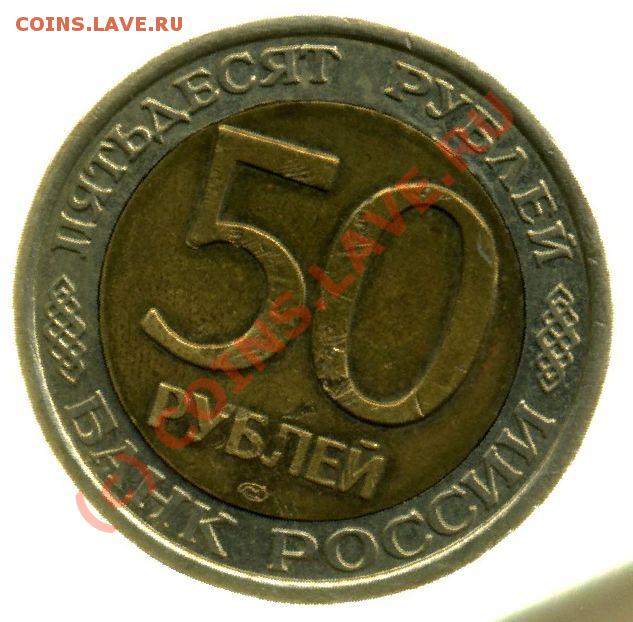 COINS.LAVE.RU
ПЯТЬДЕСЯТ РУБЛЕЙ
50
РУБЛЕЙ
БАНК РОССИИ
© COINS.LAVE.RU